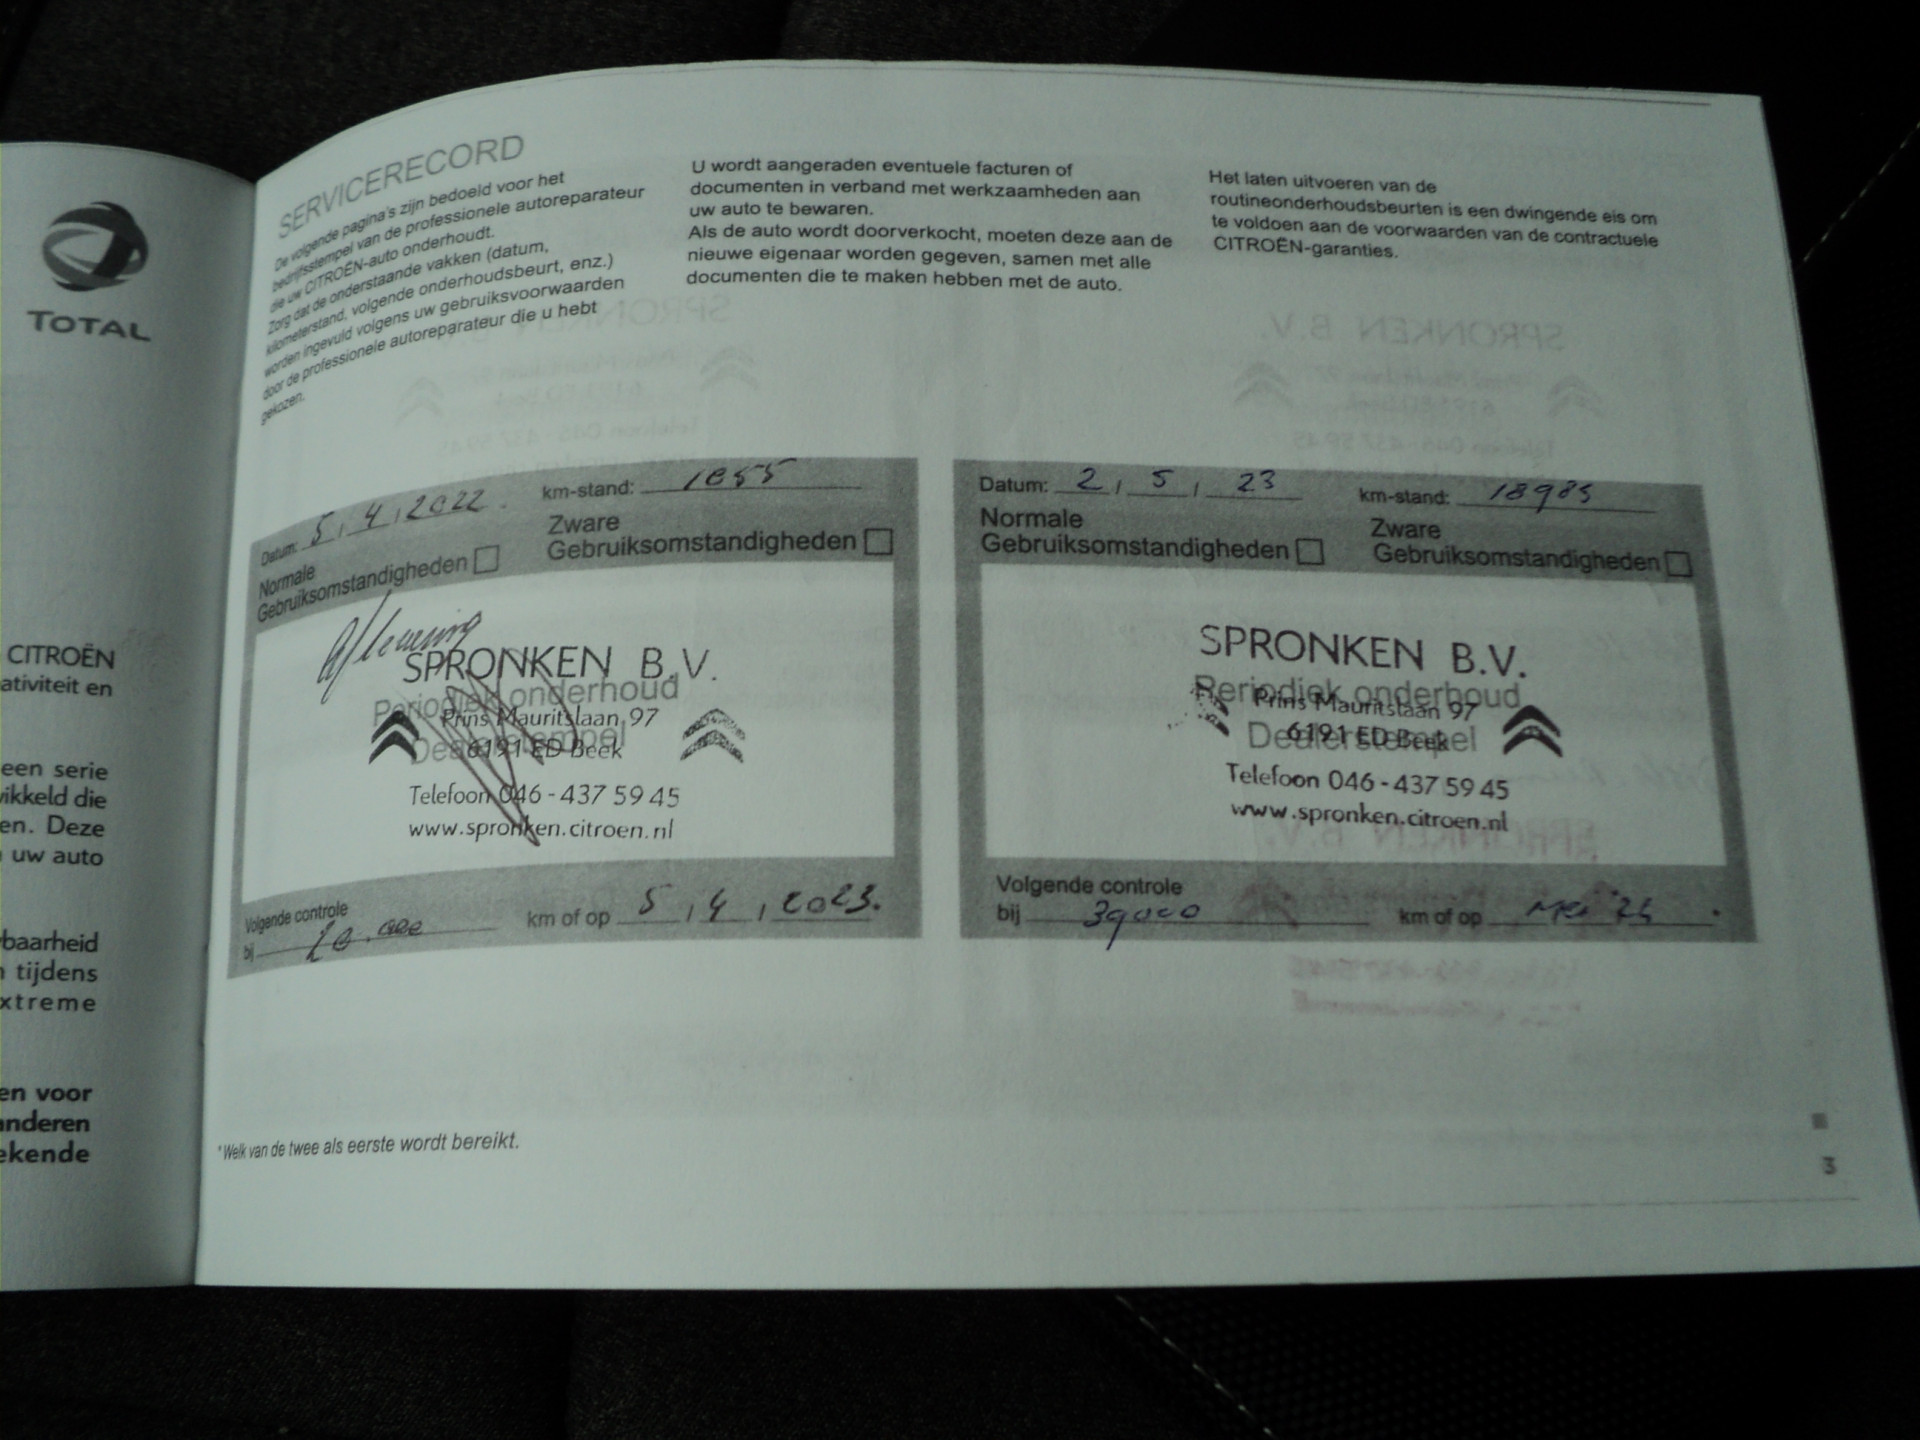 TOTAL
CITROËN
ativiteit en
een serie
ikkeld die
en. Deze
uw auto
baarheid
tijdens
xtreme
en voor
anderen
ekende
SERVICERECORD
De volgende pagina's zijn bedoeld voor het
bedrijfsstempel van de professionele autoreparateur
die uw CITROËN-auto onderhoudt.
Zorg dat de onderstaande vakken (datum,
kilometerstand, volgende onderhoudsbeurt, enz.)
worden ingevuld volgens uw gebruiksvoorwaarden
door de professionele autoreparateur die u hebt
gekozen.
U wordt aangeraden eventuele facturen of
documenten in verband met werkzaamheden aan
uw auto te bewaren.
Als de auto wordt doorverkocht, moeten deze aan de
nieuwe eigenaar worden gegeven, samen met alle
documenten die te maken hebben met de auto.
Het laten uitvoeren van de
routineonderhoudsbeurten is een dwingende eis om
te voldoen aan de voorwaarden van de contractuele
CITROËN-garanties.
Datum: 5 / 4 / 2022. km-stand: 1055
Normale
Gebruiksomstandigheden
Zware
Gebruiksomstandigheden
Aflevering
SPRONKEN B.V.
Periodiek onderhoud
Prins Mauritslaan 97
Dealerstempel
6191 ED Beek
Telefoon 046-437 59 45
www.spronken.citroen.nl
Volgende controle
bij km of op 5 / 4 / 2023.
Datum: 2 / 5 / 23 km-stand: 18985
Normale
Gebruiksomstandigheden
Zware
Gebruiksomstandigheden
SPRONKEN B.V.
Periodiek onderhoud
Prins Mauritslaan 97
Dealerstempel
6191 ED Beek
Telefoon 046-437 59 45
www.spronken.citroen.nl
Volgende controle
bij 39000 km of op Mei '24
* Welk van de twee als eerste wordt bereikt.
3